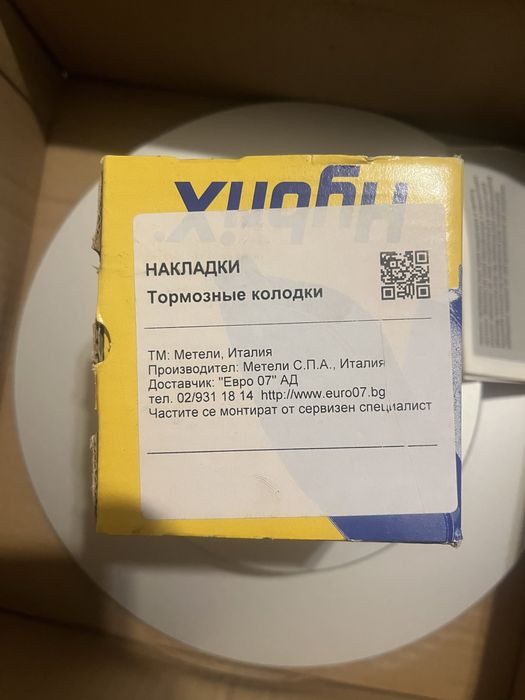 Hybrix.
НАКЛАДКИ
Тормозные колодки
ТМ: Метели, Италия
Производител: Метели С.П.А., Италия
Доставчик: "Евро 07" АД
тел. 02/931 18 14 http://www.euro07.bg
Частите се монтират от сервизен специалист